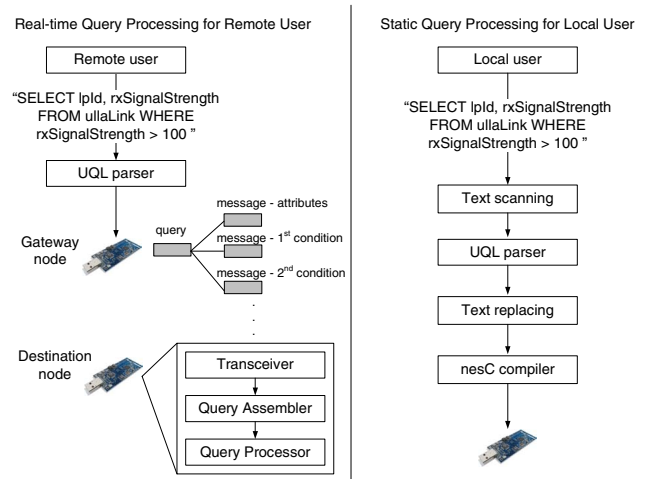 Real-time Query Processing for Remote User
Remote user
“SELECT lpId, rxSignalStrength
FROM ullaLink WHERE
rxSignalStrength > 100 ”
UQL parser
message - attributes
query
Gateway
node
message - 1st condition
message - 2nd condition
.
.
.
Destination
node
Transceiver
Query Assembler
Query Processor
Static Query Processing for Local User
Local user
“SELECT lpId, rxSignalStrength
FROM ullaLink WHERE
rxSignalStrength > 100 ”
Text scanning
UQL parser
Text replacing
nesC compiler